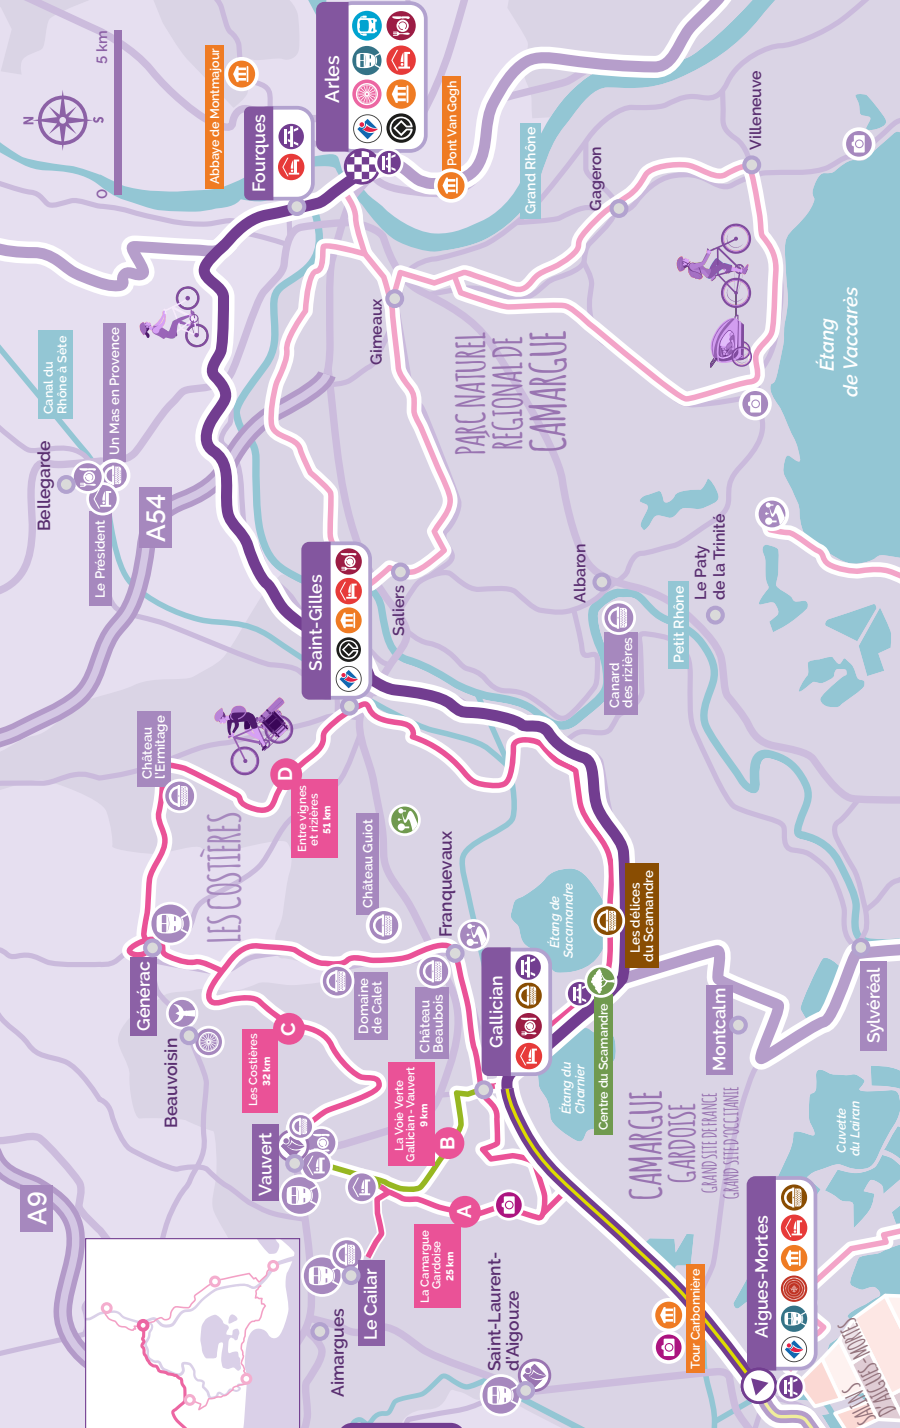 N
S
0
5 km
Abbaye de Montmajour
Fourques
Arles
Pont Van Gogh
Grand Rhône
Gageron
Villeneuve
Gimeaux
Canal du
Rhône à Sète
Un Mas en Provence
Bellegarde
Le Président
A54
PARC NATUREL
RÉGIONAL DE
CAMARGUE
Étang
de Vaccarès
Saint-Gilles
Saliers
Albaron
Le Paty
de la Trinité
Petit Rhône
Canard
des rizières
Château
l'Ermitage
D
Entre vignes
et rizières
51 km
LES COSTIÈRES
Château Guiot
Franquevaux
Générac
Domaine
de Calet
Château
Beaubois
Gallician
Étang de
Scamandre
Les délices
du Scamandre
Centre du Scamandre
Étang du
Charnier
Beauvoisin
C
Les Costières
32 km
La Voie Verte
Gallician-Vauvert
9 km
B
Vauvert
A
La Camargue
Gardoise
25 km
Montcalm
Sylvéréal
CAMARGUE
GARDOISE
GRAND SITE DE FRANCE
GRAND SITE D'OCCITANIE
Cuvette
du Lairan
A9
Le Cailar
Aimargues
Saint-Laurent-
d'Aigouze
Tour Carbonnière
Aigues-Mortes
SALINS
D'AIGUES-MORTES